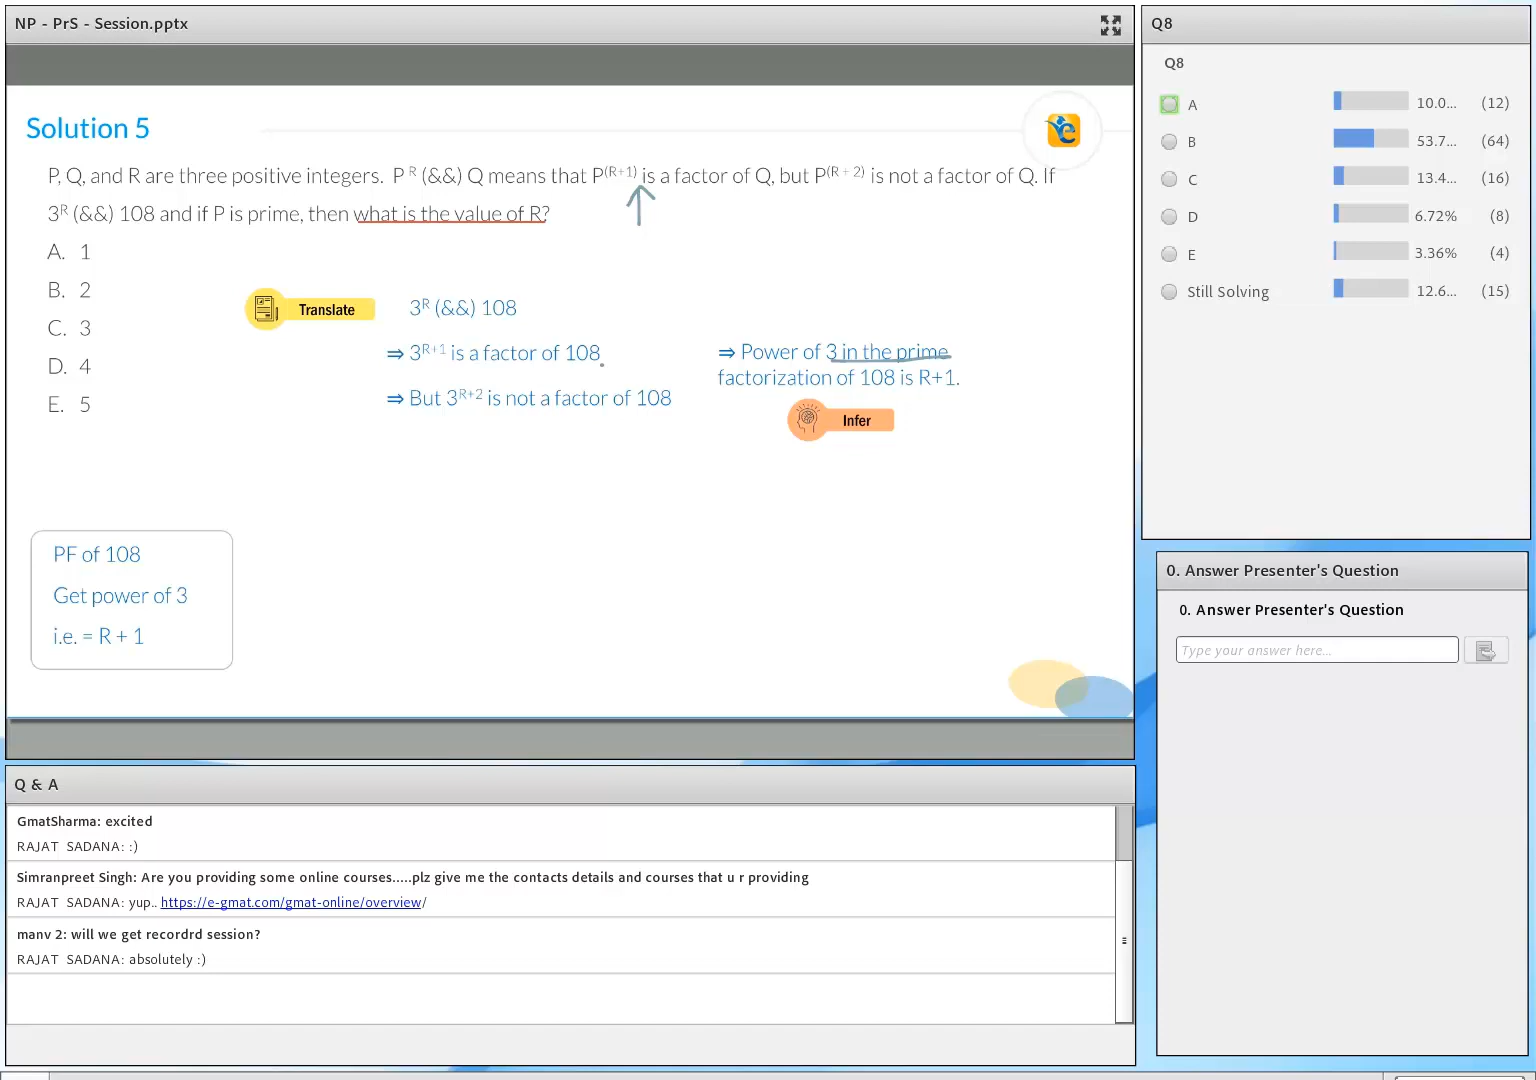 NP - PrS - Session.pptx
Solution 5
P, Q, and R are three positive integers. P ᴿ (&&) Q means that P⁽ᴿ⁺¹⁾ is a factor of Q, but P⁽ᴿ ⁺ ²⁾ is not a factor of Q. If
3ᴿ (&&) 108 and if P is prime, then what is the value of R?
A. 1
B. 2
C. 3
D. 4
E. 5
Translate
3ᴿ (&&) 108
⇒ 3ᴿ⁺¹ is a factor of 108
⇒ But 3ᴿ⁺² is not a factor of 108
⇒ Power of 3 in the prime
factorization of 108 is R+1.
Infer
PF of 108
Get power of 3
i.e. = R + 1
Q & A
GmatSharma: excited
RAJAT SADANA: :)
Simranpreet Singh: Are you providing some online courses.....plz give me the contacts details and courses that u r providing
RAJAT SADANA: yup.. https://e-gmat.com/gmat-online/overview/
manv 2: will we get recordrd session?
RAJAT SADANA: absolutely :)
Q8
Q8
A 10.0... (12)
B 53.7... (64)
C 13.4... (16)
D 6.72% (8)
E 3.36% (4)
Still Solving 12.6... (15)
0. Answer Presenter's Question
0. Answer Presenter's Question
Type your answer here...